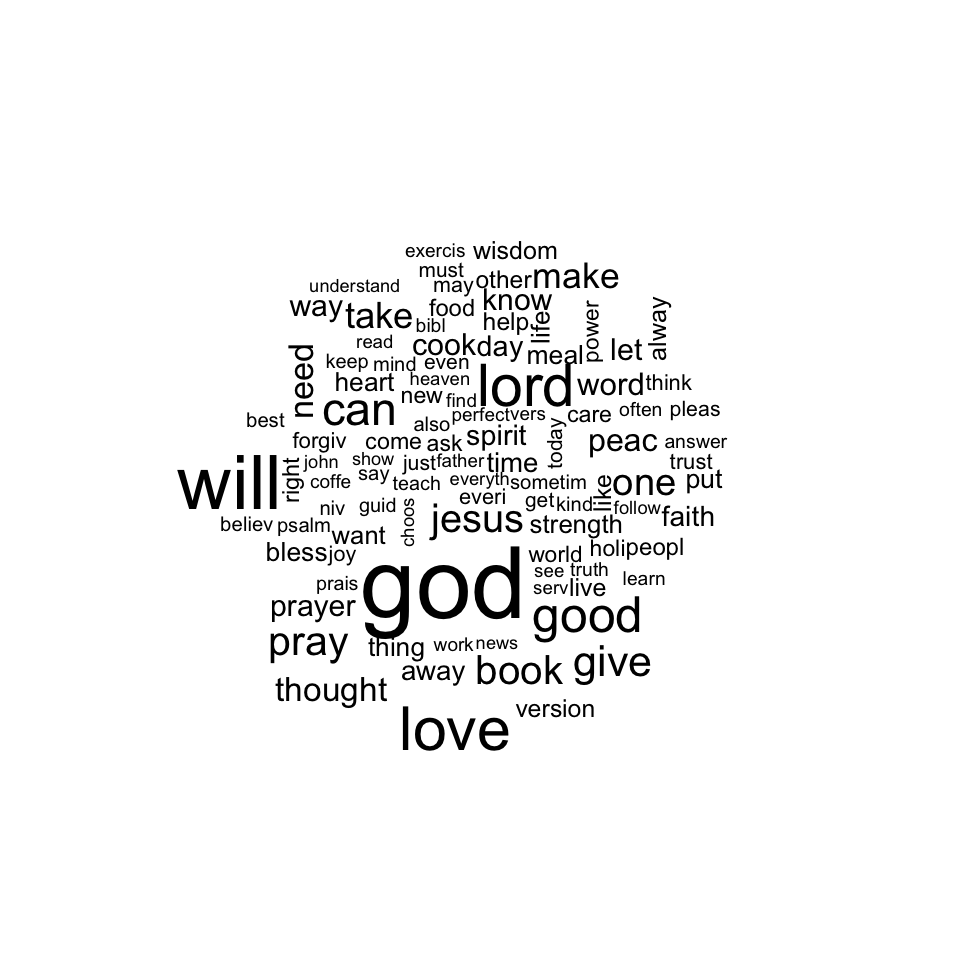 exercis wisdom
must
understand may other make
way take food know
bibl help life power alway
read cook day meal let
need keep mind even
heart heaven lord word think
can new find
best also perfect vers care often pleas
forgiv come ask spirit today peac answer
will right john show just father time trust
coffe say teach everyth sometim like one put
niv guid choos everi get kind follow
believ psalm want jesus strength faith
bless joy world holi peopl
prais god see truth learn
serv live
prayer good
pray thing work news
away book give
thought
love version